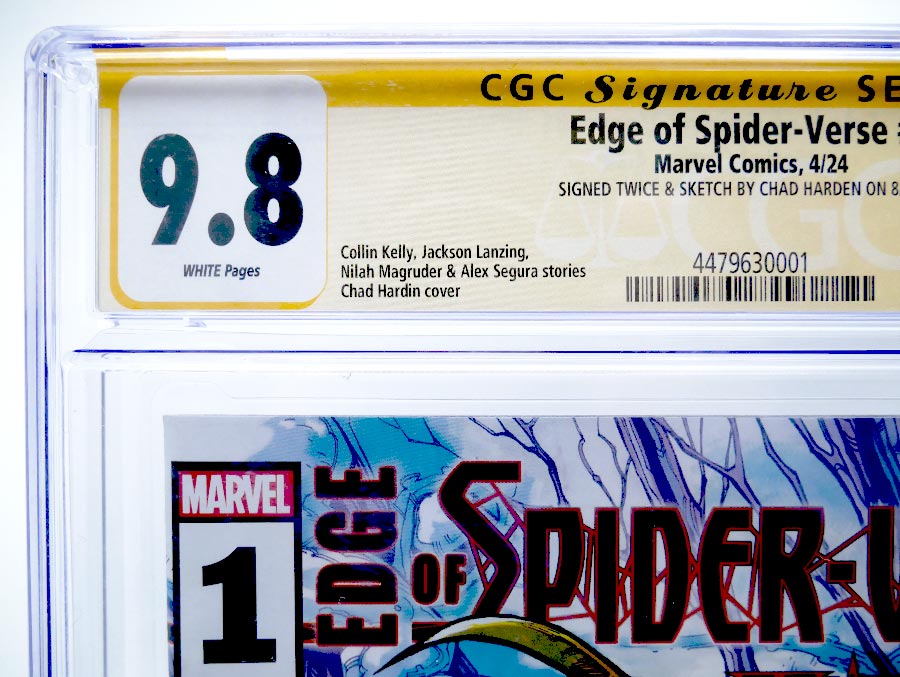 CGC Signature SE
9.8
WHITE Pages
Edge of Spider-Verse
Marvel Comics, 4/24
SIGNED TWICE & SKETCH BY CHAD HARDEN ON 8
Collin Kelly, Jackson Lanzing,
Nilah Magruder & Alex Segura stories
Chad Hardin cover
4479630001
CGC
MARVEL
1
EDGE
OF
SPIDER-V